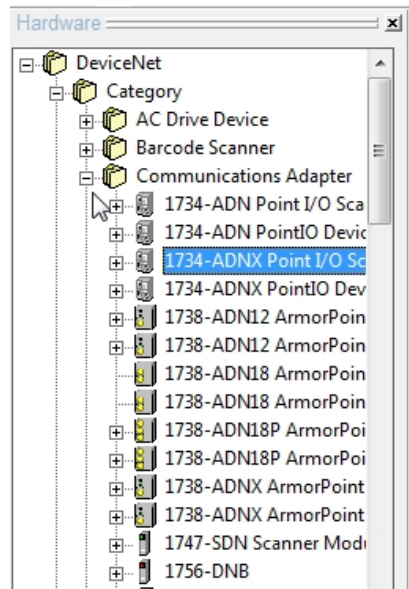 Hardware
DeviceNet
Category
AC Drive Device
Barcode Scanner
Communications Adapter
1734-ADN Point I/O Sca
1734-ADN PointIO Devic
1734-ADNX Point I/O Sc
1734-ADNX PointIO Dev
1738-ADN12 ArmorPoin
1738-ADN12 ArmorPoin
1738-ADN18 ArmorPoin
1738-ADN18 ArmorPoin
1738-ADN18P ArmorPoi
1738-ADN18P ArmorPoi
1738-ADNX ArmorPoint
1738-ADNX ArmorPoint
1747-SDN Scanner Modu
1756-DNB